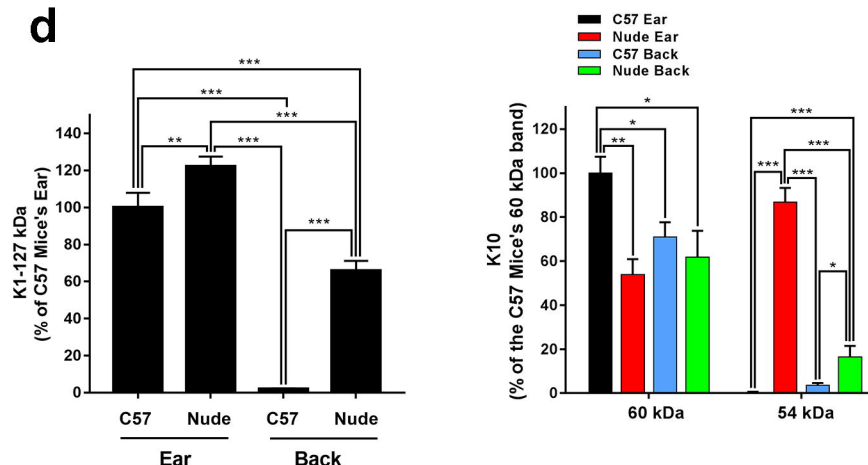 d
C57 Ear
Nude Ear
C57 Back
Nude Back
K1-127 kDa
(% of C57 Mice's Ear)
140
120
100
80
60
40
20
0
***
***
***
**
***
***
C57
Nude
C57
Nude
Ear
Back
K10
(% of the C57 Mice's 60 kDa band)
120
100
80
60
40
20
0
*
*
**
***
***
***
***
*
60 kDa
54 kDa